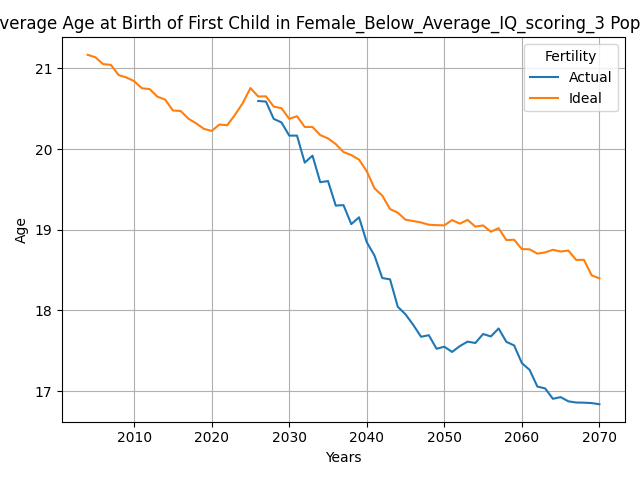 verage Age at Birth of First Child in Female_Below_Average_IQ_scoring_3 Pop
Fertility
Actual
Ideal
21
20
19
18
17
Age
2010 2020 2030 2040 2050 2060 2070
Years